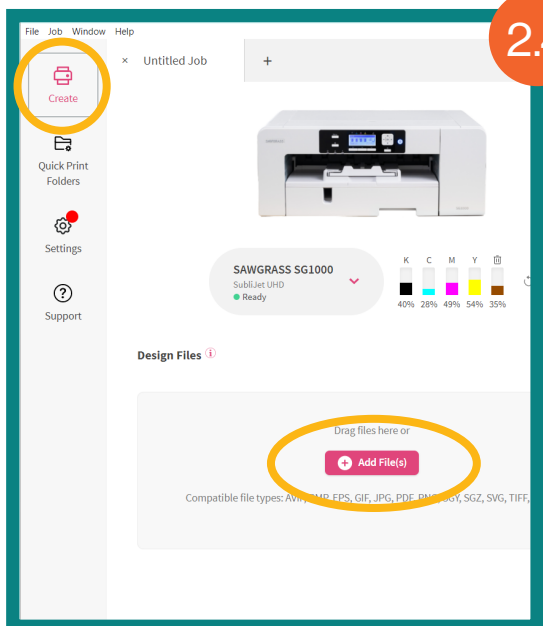 File Job Window Help
2.
Create
× Untitled Job +
Quick Print
Folders
Settings
Support
SAWGRASS SG1000
SubliJet UHD
Ready
K C M Y
40% 28% 49% 54% 35%
Design Files i
Drag files here or
+ Add File(s)
Compatible file types: AVIF, BMP, EPS, GIF, JPG, PDF, PNG, SGZ, SVG, TIFF,